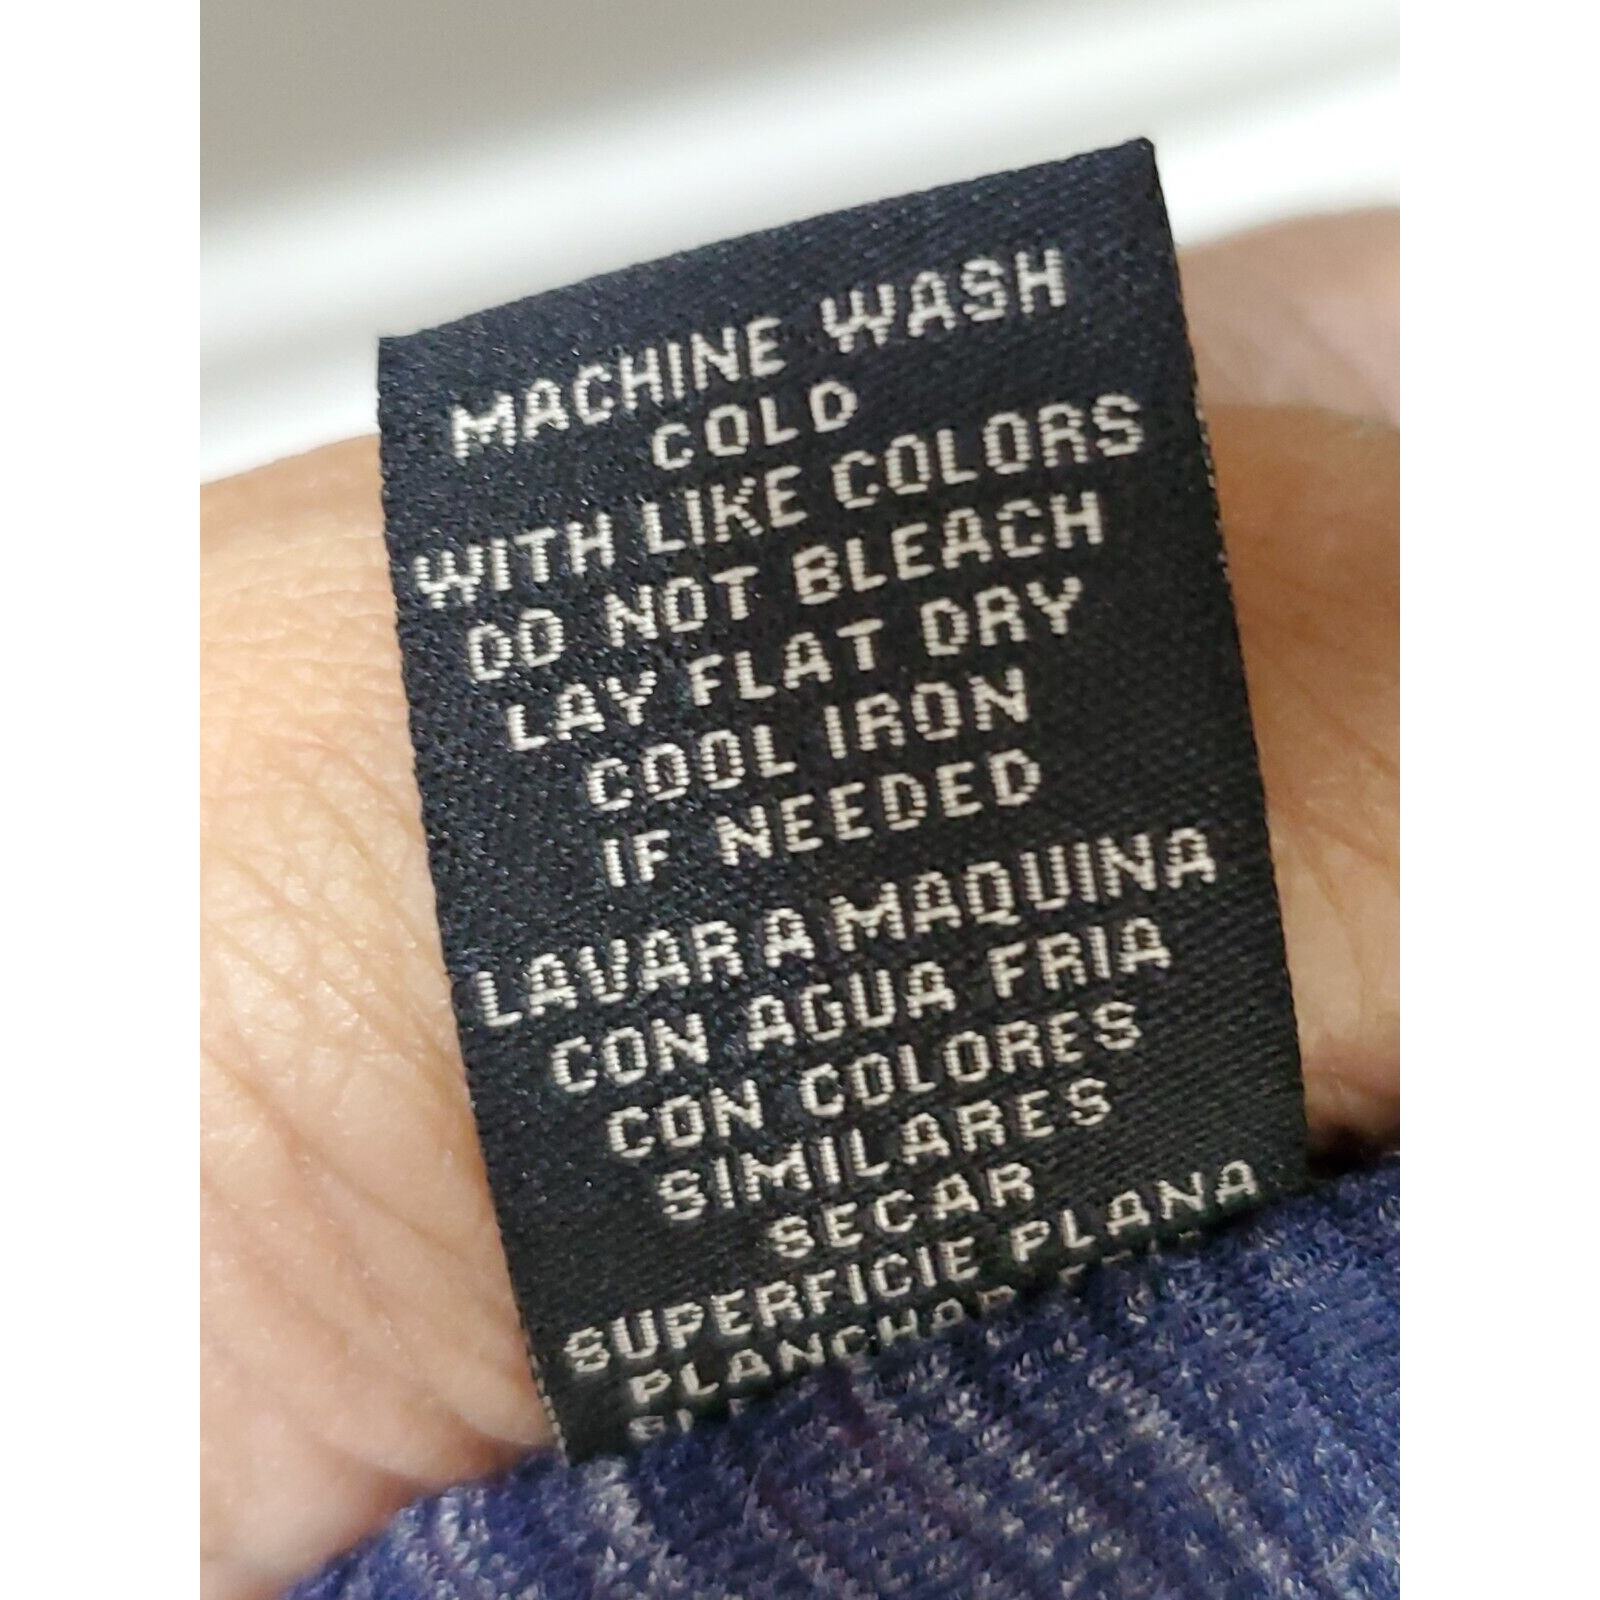 MACHINE WASH
COLD
WITH LIKE COLORS
DO NOT BLEACH
LAY FLAT DRY
COOL IRON
IF NEEDED
LAVAR A MAQUINA
CON AGUA FRIA
CON COLORES
SIMILARES
SECAR
SUPERFICIE PLANA
PLANCHAR